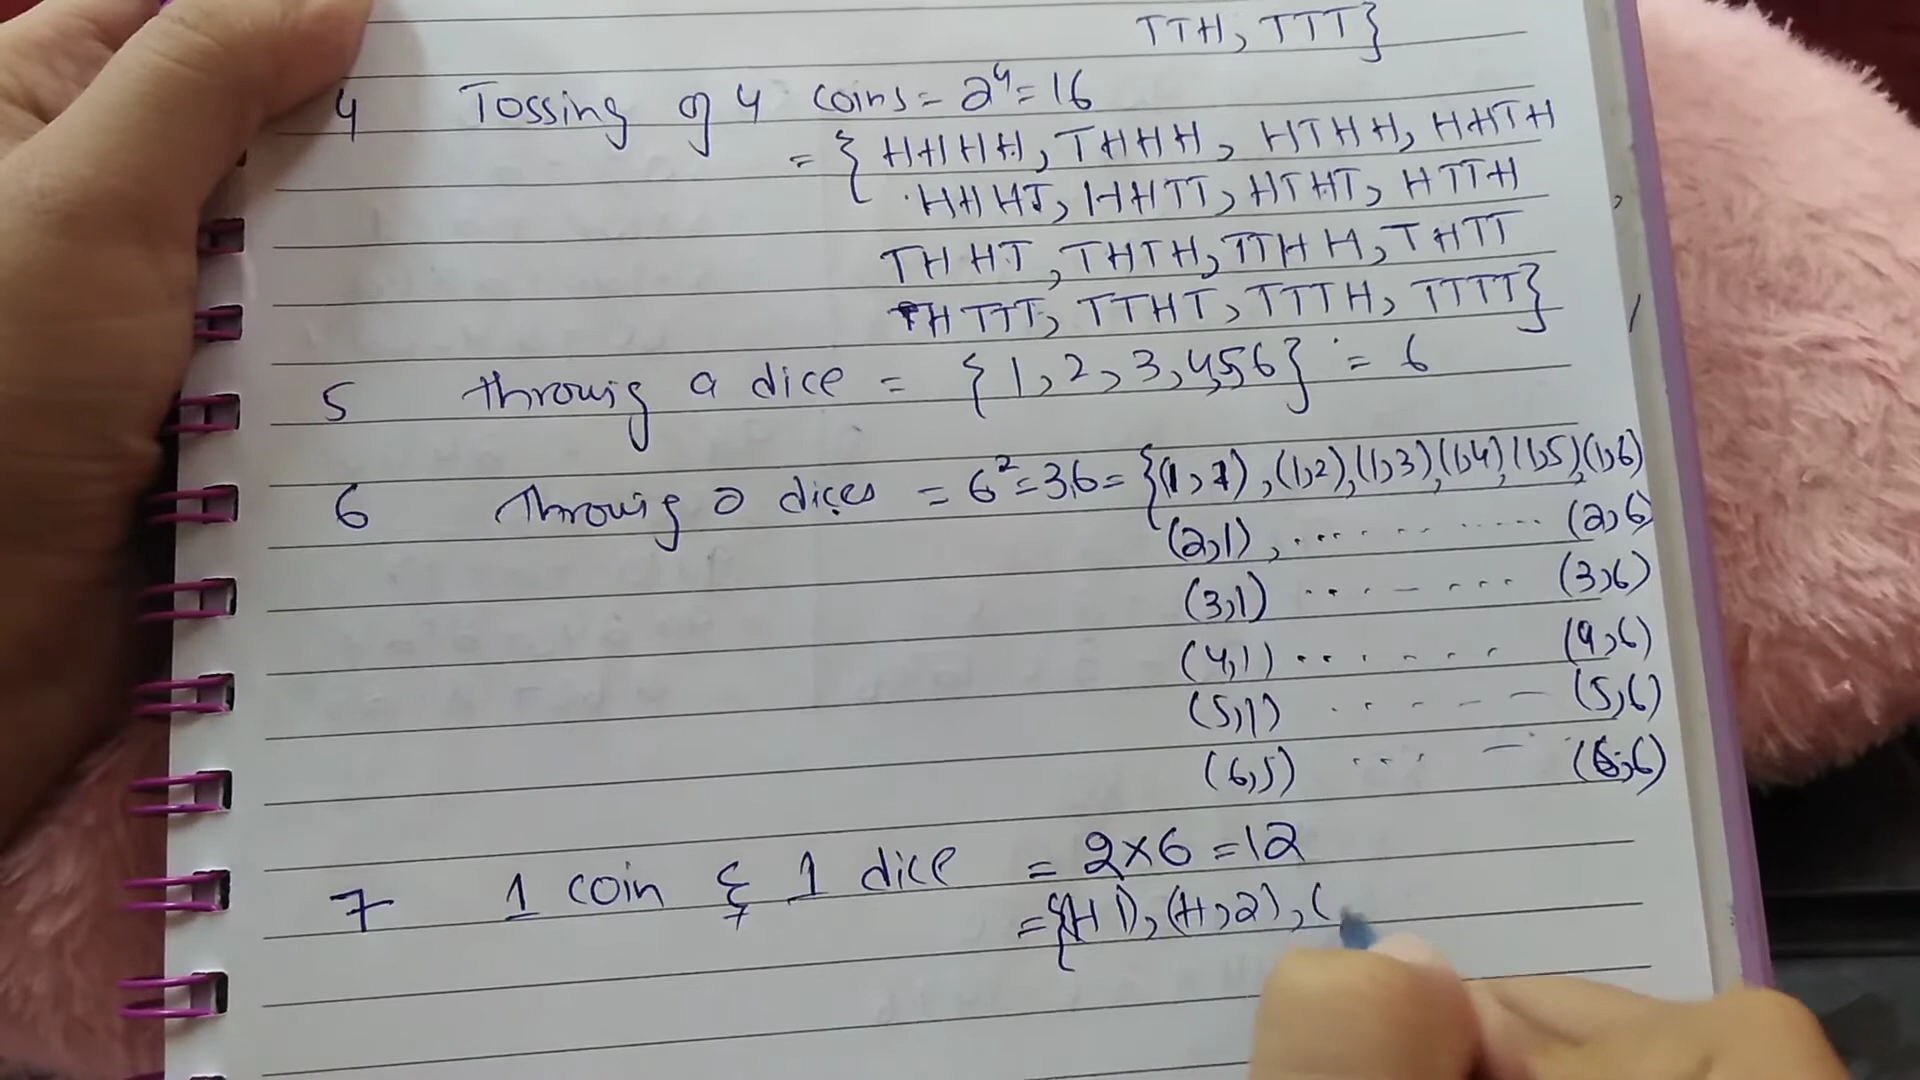 TTH, TTT}
4 Tossing of 4 coins = 2⁴ = 16
= { HHHH, THHH, HTHH, HHTH
HHHT, HHTT, HTHT, HTTH
THHT, THTH, TTHH, THTT
THTTT, TTHT, TTTH, TTTT}
5 throwig a dice = {1, 2, 3, 4, 5, 6} = 6
6 Throwig 2 dices = 6² = 36 = {(1, 1), (1,2), (1,3), (1,4), (1,5), (1,6)
(2,1), ........... (2,6)
(3,1) ........ (3,6)
(4,1) ....... (4,6)
(5,1) ...... (5,6)
(6,5) ... - (6,6)
7 1 coin & 1 dice = 2×6 = 12
= {(H 1), (H,2), (